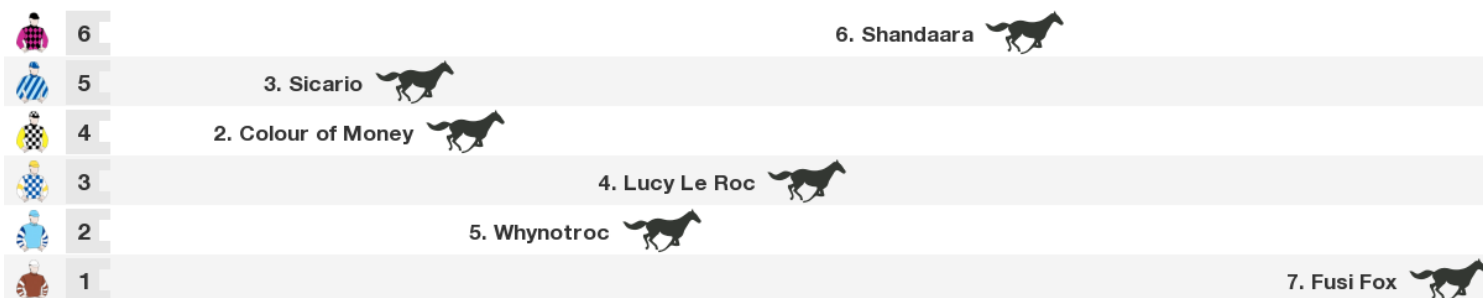 6 6. Shandaara
5 3. Sicario
4 2. Colour of Money
3 4. Lucy Le Roc
2 5. Whynotroc
1 7. Fusi Fox